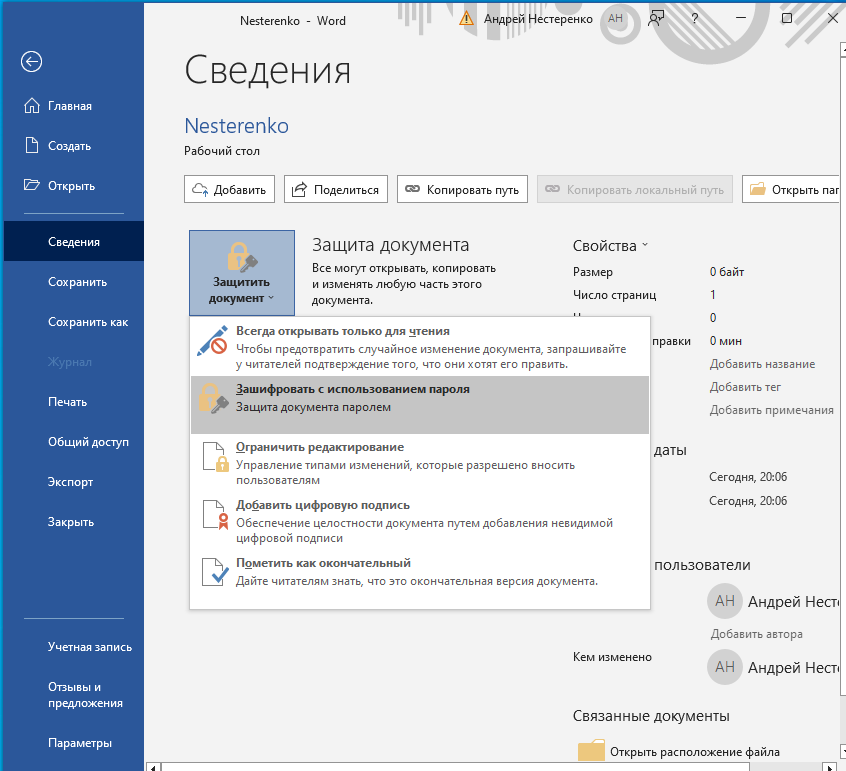 Nesterenko - Word
Андрей Нестеренко
АН
?
Главная
Создать
Открыть
Сведения
Сохранить
Сохранить как
Журнал
Печать
Общий доступ
Экспорт
Закрыть
Учетная запись
Отзывы и
предложения
Параметры
Сведения
Nesterenko
Рабочий стол
Добавить
Поделиться
Копировать путь
Копировать локальный путь
Открыть пап
Защитить
документ
Защита документа
Все могут открывать, копировать
и изменять любую часть этого
документа.
Всегда открывать только для чтения
Чтобы предотвратить случайное изменение документа, запрашивайте
у читателей подтверждение того, что они хотят его править.
Зашифровать с использованием пароля
Защита документа паролем
Ограничить редактирование
Управление типами изменений, которые разрешено вносить
пользователям
Добавить цифровую подпись
Обеспечение целостности документа путем добавления невидимой
цифровой подписи
Пометить как окончательный
Дайте читателям знать, что это окончательная версия документа.
Свойства
Размер 0 байт
Число страниц 1
0
правки 0 мин
Добавить название
Добавить тег
Добавить примечания
даты
Сегодня, 20:06
Сегодня, 20:06
пользователи
АН Андрей Несте
Добавить автора
Кем изменено АН Андрей Несте
Связанные документы
Открыть расположение файла